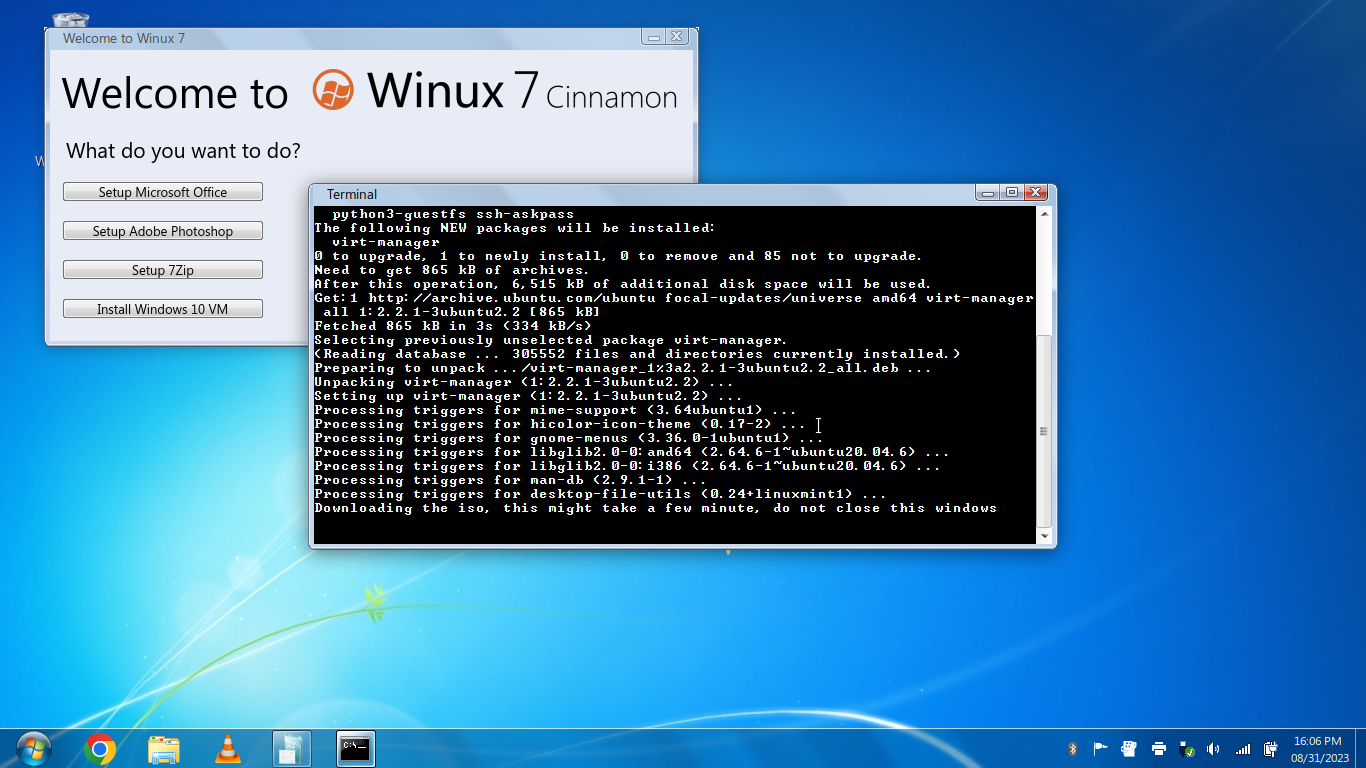 Welcome to Winux 7
Welcome to Winux 7 Cinnamon
What do you want to do?
Setup Microsoft Office
Setup Adobe Photoshop
Setup 7Zip
Install Windows 10 VM
Terminal
python3-guestfs ssh-askpass
The following NEW packages will be installed:
virt-manager
0 to upgrade, 1 to newly install, 0 to remove and 85 not to upgrade.
Need to get 865 kB of archives.
After this operation, 6,515 kB of additional disk space will be used.
Get:1 http://archive.ubuntu.com/ubuntu focal-updates/universe amd64 virt-manager
all 1:2.2.1-3ubuntu2.2 [865 kB]
Fetched 865 kB in 3s (334 kB/s)
Selecting previously unselected package virt-manager.
(Reading database ... 305552 files and directories currently installed.)
Preparing to unpack .../virt-manager_1%3a2.2.1-3ubuntu2.2_all.deb ...
Unpacking virt-manager (1:2.2.1-3ubuntu2.2) ...
Setting up virt-manager (1:2.2.1-3ubuntu2.2) ...
Processing triggers for mime-support (3.64ubuntu1) ...
Processing triggers for hicolor-icon-theme (0.17-2) ...
Processing triggers for gnome-menus (3.36.0-1ubuntu1) ...
Processing triggers for libglib2.0-0:amd64 (2.64.6-1~ubuntu20.04.6) ...
Processing triggers for libglib2.0-0:i386 (2.64.6-1~ubuntu20.04.6) ...
Processing triggers for man-db (2.9.1-1) ...
Processing triggers for desktop-file-utils (0.24+linuxmint1) ...
Downloading the iso, this might take a few minute, do not close this windows
C:\_
16:06 PM
08/31/2023